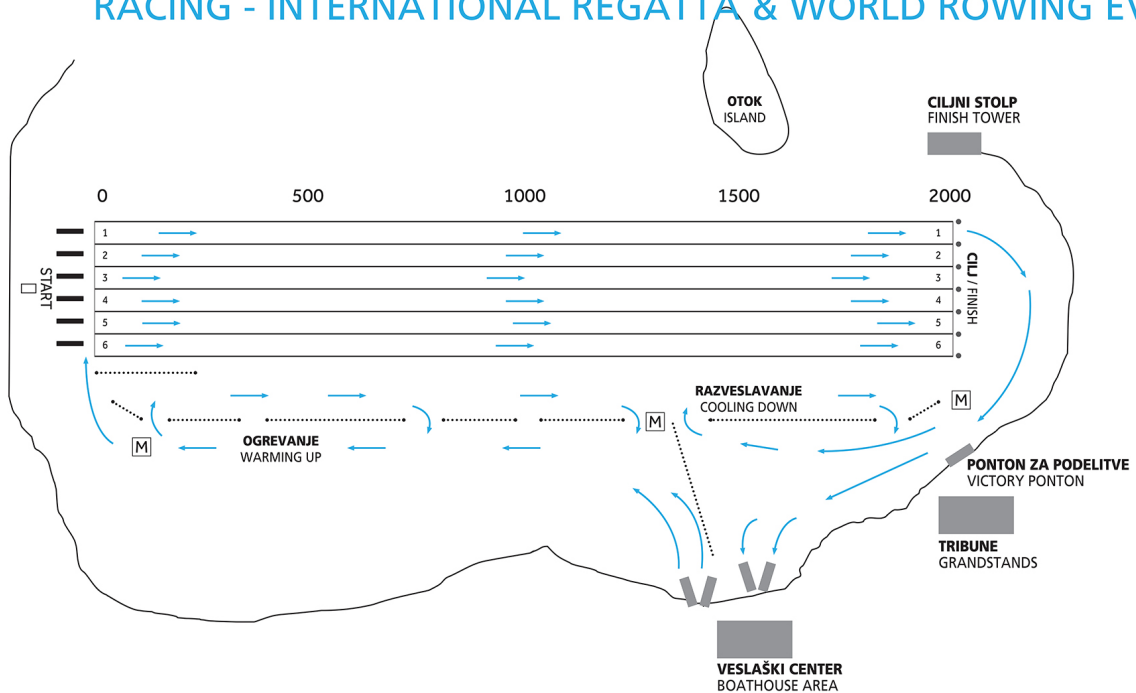 RACING - INTERNATIONAL REGATTA & WORLD ROWING EV
OTOK
ISLAND
CILJNI STOLP
FINISH TOWER
0 500 1000 1500 2000
1 1
2 2
3 3
4 4
5 5
6 6
START
CILJ / FINISH
RAZVESLAVANJE
COOLING DOWN
M
M
M
OGREVANJE
WARMING UP
PONTON ZA PODELITVE
VICTORY PONTON
TRIBUNE
GRANDSTANDS
VESLAŠKI CENTER
BOATHOUSE AREA